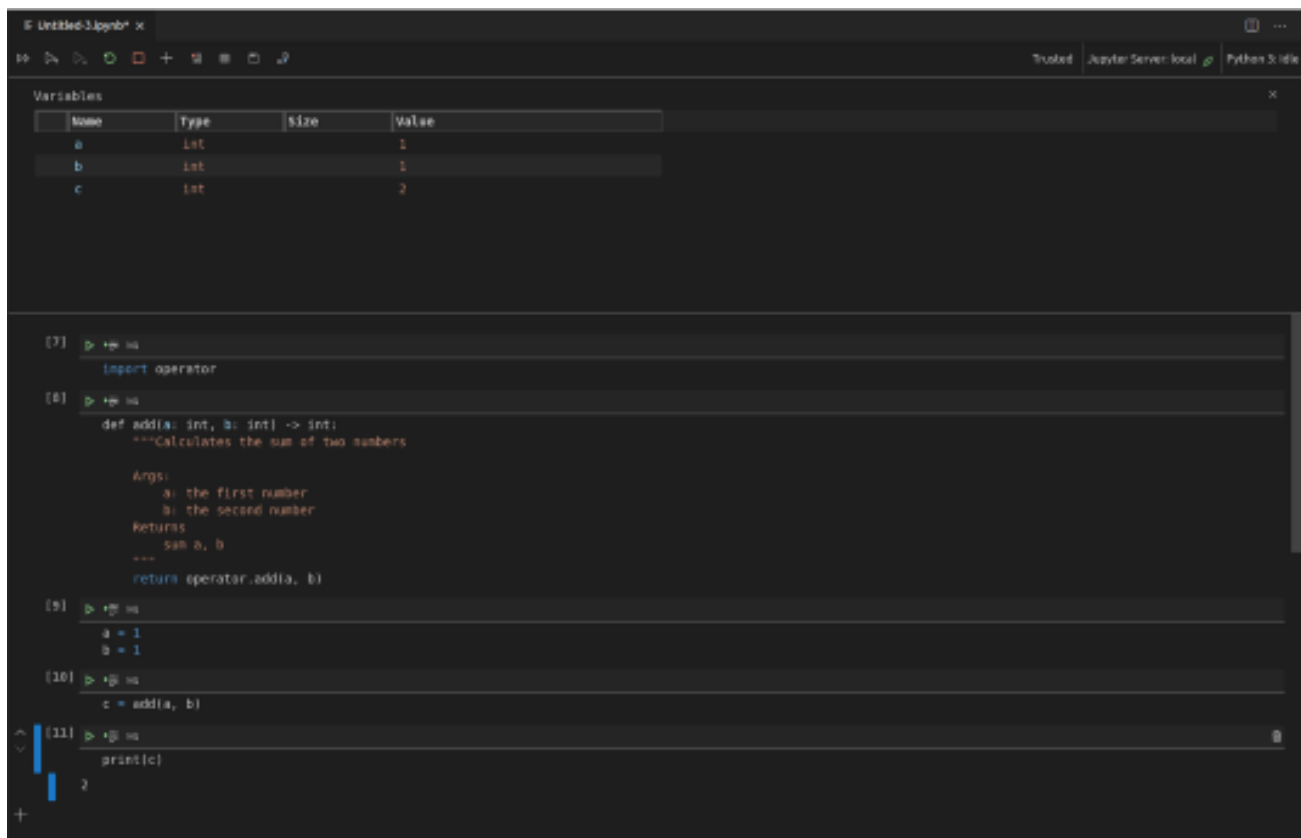 Untitled-3.ipynb* ×
Trusted Jupyter Server: local Python 3: Idle
Variables
Name Type Size Value
a int 1
b int 1
c int 2
[7]
import operator
[8]
def add(a: int, b: int) -> int:
"""Calculates the sum of two numbers
Args:
a: the first number
b: the second number
Returns
sum a, b
"""
return operator.add(a, b)
[9]
a = 1
b = 1
[10]
c = add(a, b)
[11]
print(c)
2